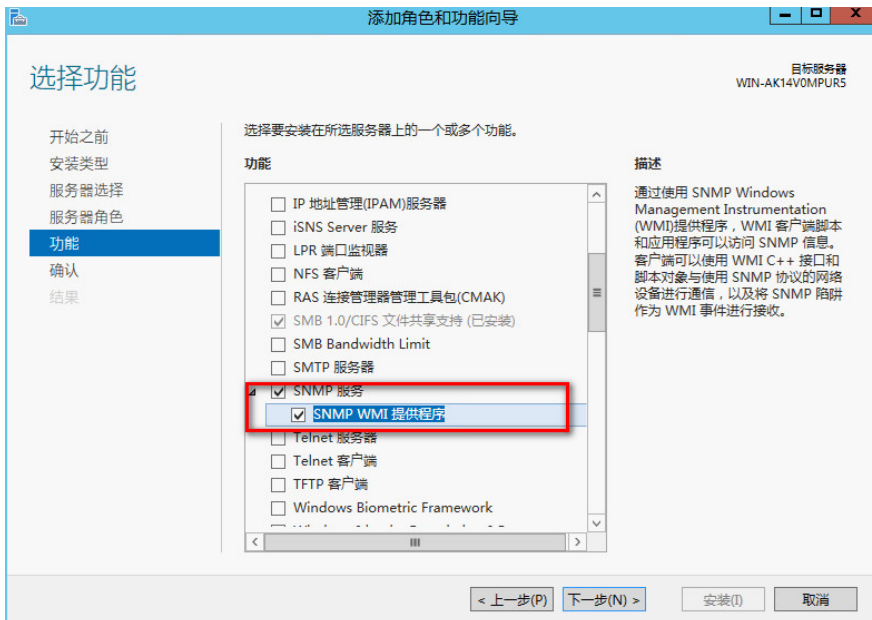 添加角色和功能向导
选择功能
目标服务器
WIN-AK14V0MPUR5
开始之前
安装类型
服务器选择
服务器角色
功能
确认
结果
选择要安装在所选服务器上的一个或多个功能。
功能
IP 地址管理(IPAM)服务器
iSNS Server 服务
LPR 端口监视器
NFS 客户端
RAS 连接管理器管理工具包(CMAK)
SMB 1.0/CIFS 文件共享支持 (已安装)
SMB Bandwidth Limit
SMTP 服务器
SNMP 服务
SNMP WMI 提供程序
Telnet 服务器
Telnet 客户端
TFTP 客户端
Windows Biometric Framework
描述
通过使用 SNMP Windows
Management Instrumentation
(WMI)提供程序，WMI 客户端脚本
和应用程序可以访问 SNMP 信息。
客户端可以使用 WMI C++ 接口和
脚本对象与使用 SNMP 协议的网络
设备进行通信，以及将 SNMP 陷阱
作为 WMI 事件进行接收。
< 上一步(P)
下一步(N) >
安装(I)
取消